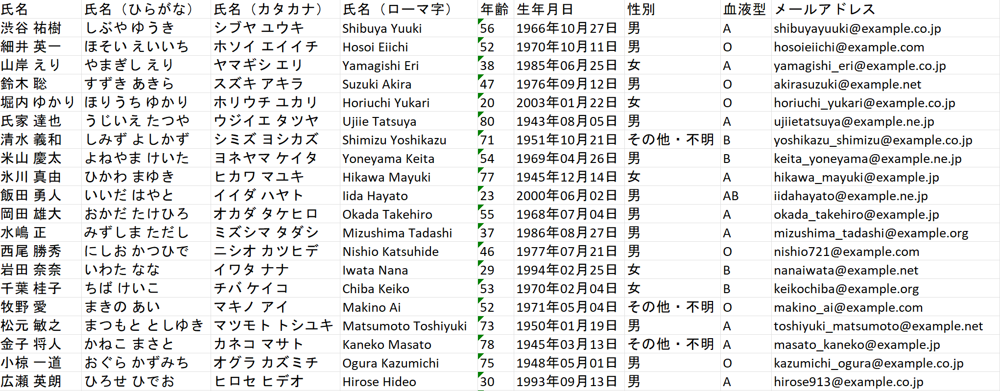 氏名 氏名（ひらがな） 氏名（カタカナ） 氏名（ローマ字） 年齢 生年月日 性別 血液型 メールアドレス
渋谷 祐樹 しぶや ゆうき シブヤ ユウキ Shibuya Yuuki 56 1966年10月27日 男 A shibuyayuuki@example.co.jp
細井 英一 ほそい えいいち ホソイ エイイチ Hosoi Eiichi 52 1970年10月11日 男 O hosoieiichi@example.com
山岸 えり やまぎし えり ヤマギシ エリ Yamagishi Eri 38 1985年06月25日 女 A yamagishi_eri@example.co.jp
鈴木 聡 すずき あきら スズキ アキラ Suzuki Akira 47 1976年09月12日 男 O akirasuzuki@example.net
堀内 ゆかり ほりうち ゆかり ホリウチ ユカリ Horiuchi Yukari 20 2003年01月22日 女 O horiuchi_yukari@example.co.jp
氏家 達也 うじいえ たつや ウジイエ タツヤ Ujiie Tatsuya 80 1943年08月05日 男 A ujiietatsuya@example.ne.jp
清水 義和 しみず よしかず シミズ ヨシカズ Shimizu Yoshikazu 71 1951年10月21日 その他・不明 B yoshikazu_shimizu@example.co.jp
米山 慶太 よねやま けいた ヨネヤマ ケイタ Yoneyama Keita 54 1969年04月26日 男 B keita_yoneyama@example.ne.jp
氷川 真由 ひかわ まゆき ヒカワ マユキ Hikawa Mayuki 77 1945年12月14日 女 A hikawa_mayuki@example.jp
飯田 勇人 いいだ はやと イイダ ハヤト Iida Hayato 23 2000年06月02日 男 AB iidahayato@example.ne.jp
岡田 雄大 おかだ たけひろ オカダ タケヒロ Okada Takehiro 55 1968年07月04日 男 A okada_takehiro@example.jp
水嶋 正 みずしま ただし ミズシマ タダシ Mizushima Tadashi 37 1986年08月27日 男 A mizushima_tadashi@example.org
西尾 勝秀 にしお かつひで ニシオ カツヒデ Nishio Katsuhide 46 1977年07月21日 男 O nishio721@example.com
岩田 奈奈 いわた なな イワタ ナナ Iwata Nana 29 1994年02月25日 女 B nanaiwata@example.net
千葉 桂子 ちば けいこ チバ ケイコ Chiba Keiko 53 1970年02月04日 女 B keikochiba@example.org
牧野 愛 まきの あい マキノ アイ Makino Ai 52 1971年05月04日 その他・不明 O makino_ai@example.com
松元 敏之 まつもと としゆき マツモト トシユキ Matsumoto Toshiyuki 73 1950年01月19日 男 A toshiyuki_matsumoto@example.net
金子 将人 かねこ まさと カネコ マサト Kaneko Masato 78 1945年03月13日 その他・不明 A masato_kaneko@example.jp
小椋 一道 おぐら かずみち オグラ カズミチ Ogura Kazumichi 75 1948年05月01日 男 O kazumichi_ogura@example.co.jp
広瀬 英朗 ひろせ ひでお ヒロセ ヒデオ Hirose Hideo 30 1993年09月13日 男 A hirose913@example.co.jp